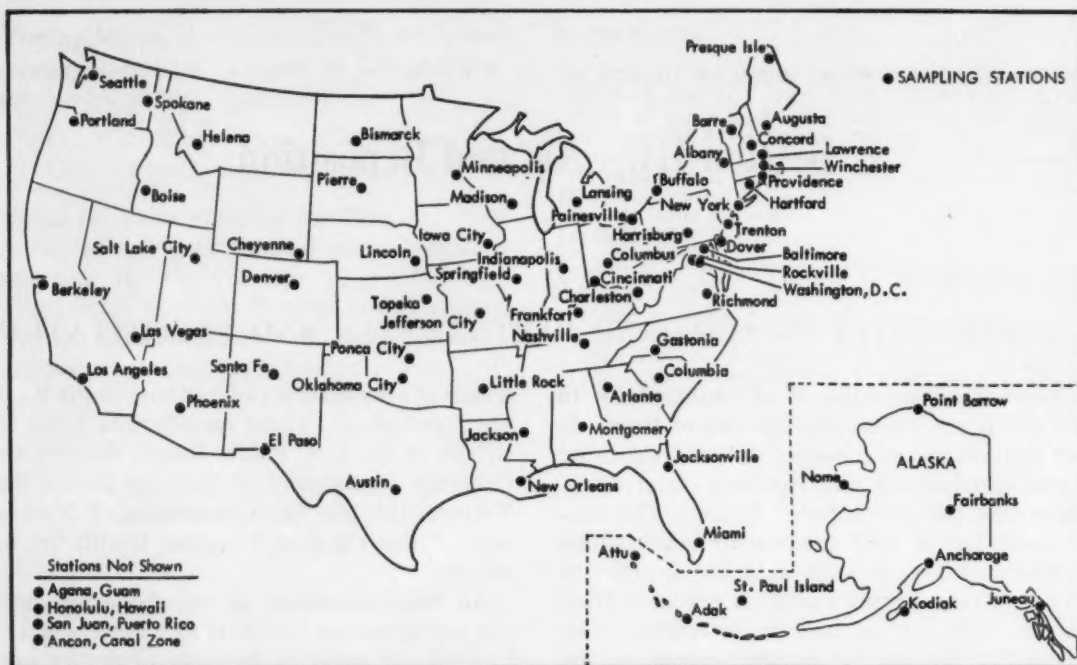 Presque Isle
SAMPLING STATIONS
Seattle
Spokane
Portland
Helena
Bismarck
Barre
Augusta
Concord
Albany
Lawrence
Winchester
Minneapolis
Pierre
Boise
Madison
Lansing
Buffalo
Providence
Painesville
New York
Hartford
Iowa City
Harrisburg
Trenton
Salt Lake City
Cheyenne
Lincoln
Indianapolis
Columbus
Dover
Baltimore
Berkeley
Denver
Springfield
Cincinnati
Rockville
Washington, D.C.
Topeka
Charleston
Richmond
Jefferson City
Frankfort
Las Vegas
Nashville
Ponca City
Gastonia
Los Angeles
Santa Fe
Oklahoma City
Little Rock
Columbia
Atlanta
Phoenix
Point Barrow
El Paso
Jackson
Montgomery
Jacksonville
ALASKA
Nome
Austin
New Orleans
Fairbanks
Miami
Attu
Anchorage
St. Paul Island
Kodiak
Juneau
Adak
Stations Not Shown
Agana, Guam
Honolulu, Hawaii
San Juan, Puerto Rico
Ancon, Canal Zone